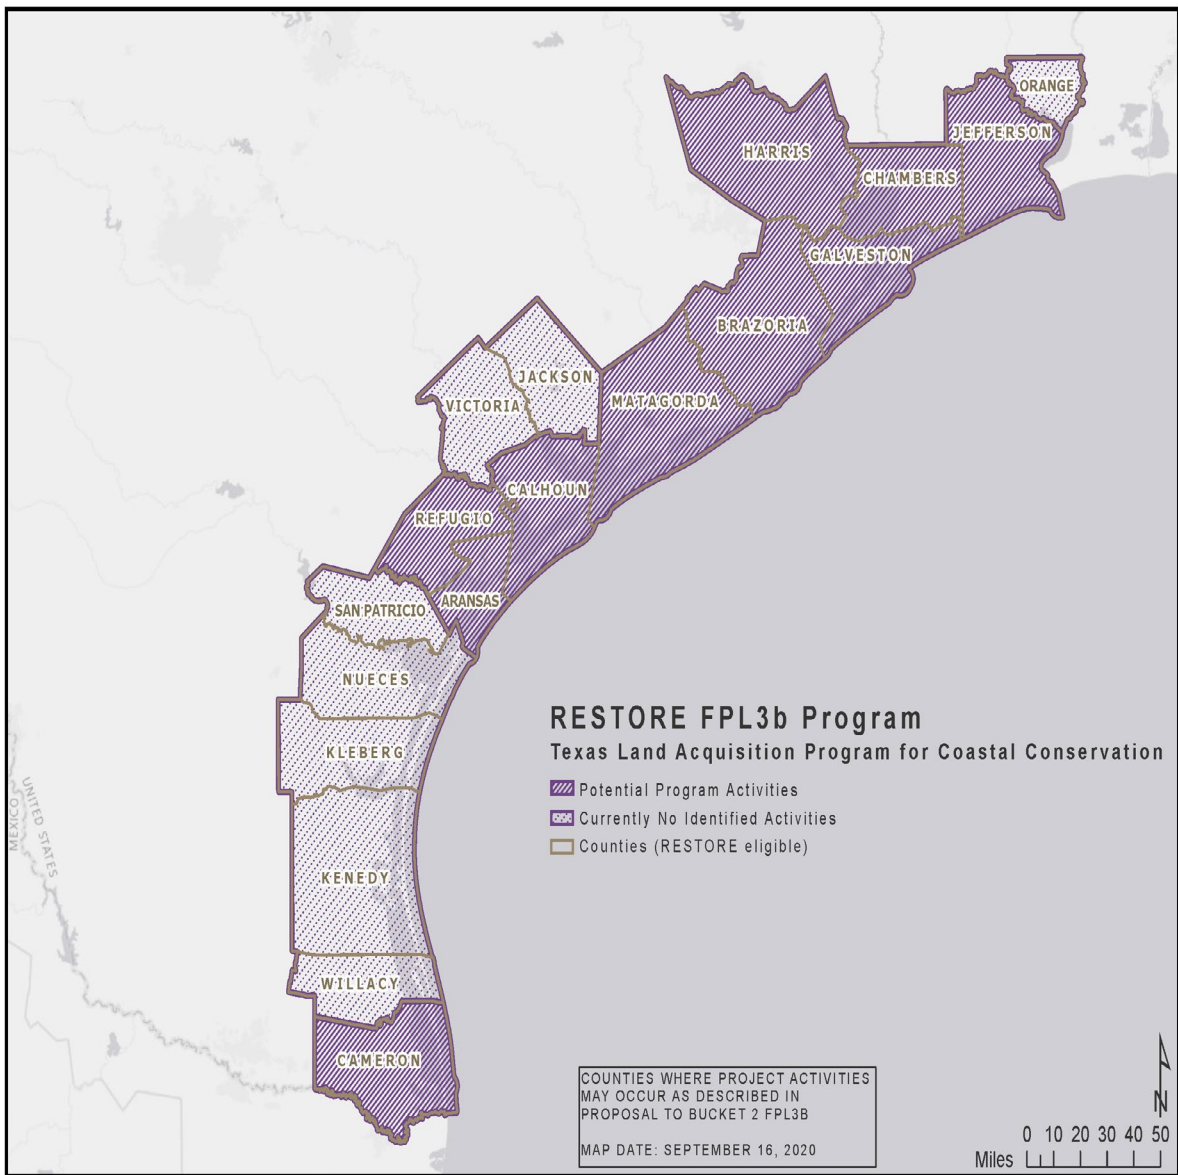 ORANGE
JEFFERSON
HARRIS
CHAMBERS
GALVESTON
BRAZORIA
JACKSON
MATAGORDA
VICTORIA
CALHOUN
REFUGIO
ARANSAS
SAN PATRICIO
NUECES
RESTORE FPL3b Program
Texas Land Acquisition Program for Coastal Conservation
KLEBERG
Potential Program Activities
Currently No Identified Activities
Counties (RESTORE eligible)
MEXICO
UNITED STATES
KENEDY
WILLACY
CAMERON
COUNTIES WHERE PROJECT ACTIVITIES
MAY OCCUR AS DESCRIBED IN
PROPOSAL TO BUCKET 2 FPL3B
MAP DATE: SEPTEMBER 16, 2020
N
0 10 20 30 40 50
Miles